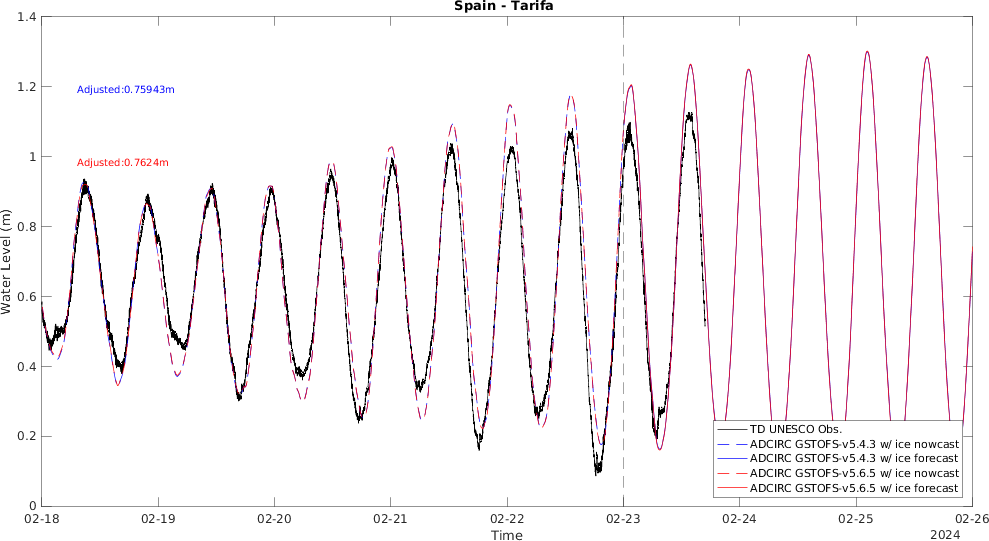 Spain - Tarifa
1.4
1.2
1
0.8
0.6
0.4
0.2
0
Water Level (m)
Adjusted:0.75943m
Adjusted:0.7624m
TD UNESCO Obs.
ADCIRC GSTOFS-v5.4.3 w/ ice nowcast
ADCIRC GSTOFS-v5.4.3 w/ ice forecast
ADCIRC GSTOFS-v5.6.5 w/ ice nowcast
ADCIRC GSTOFS-v5.6.5 w/ ice forecast
02-18 02-19 02-20 02-21 02-22 02-23 02-24 02-25 02-26
Time
2024